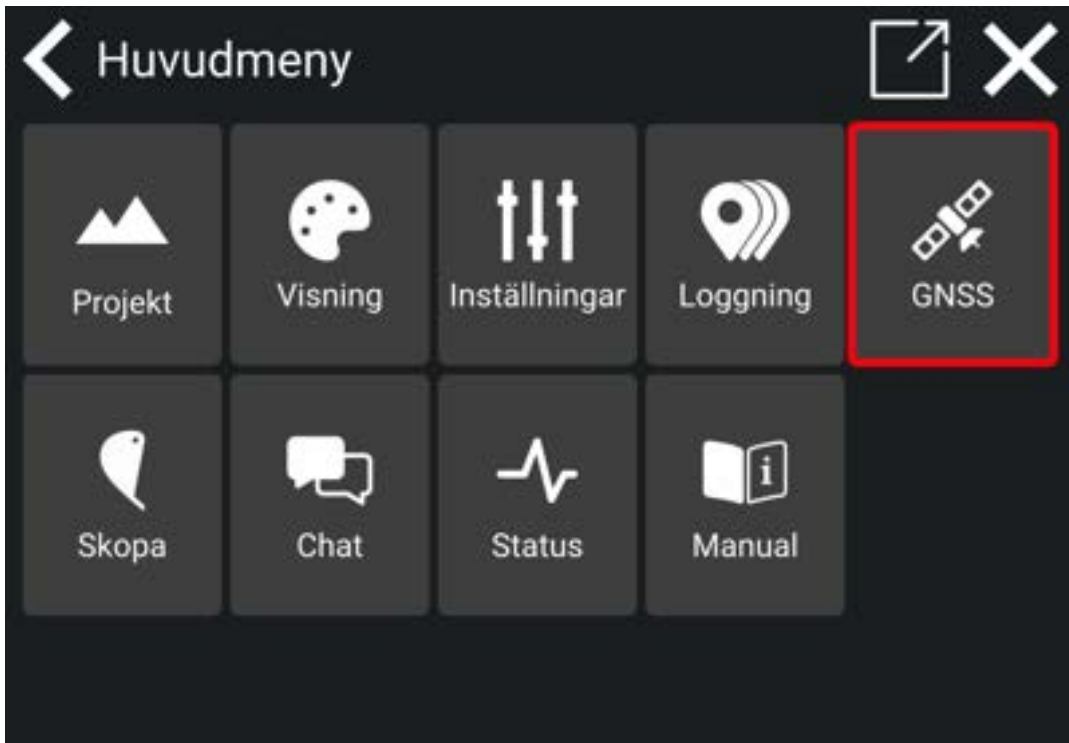 Huvudmeny
Projekt
Visning
Inställningar
Loggning
GNSS
Skopa
Chat
Status
i
Manual